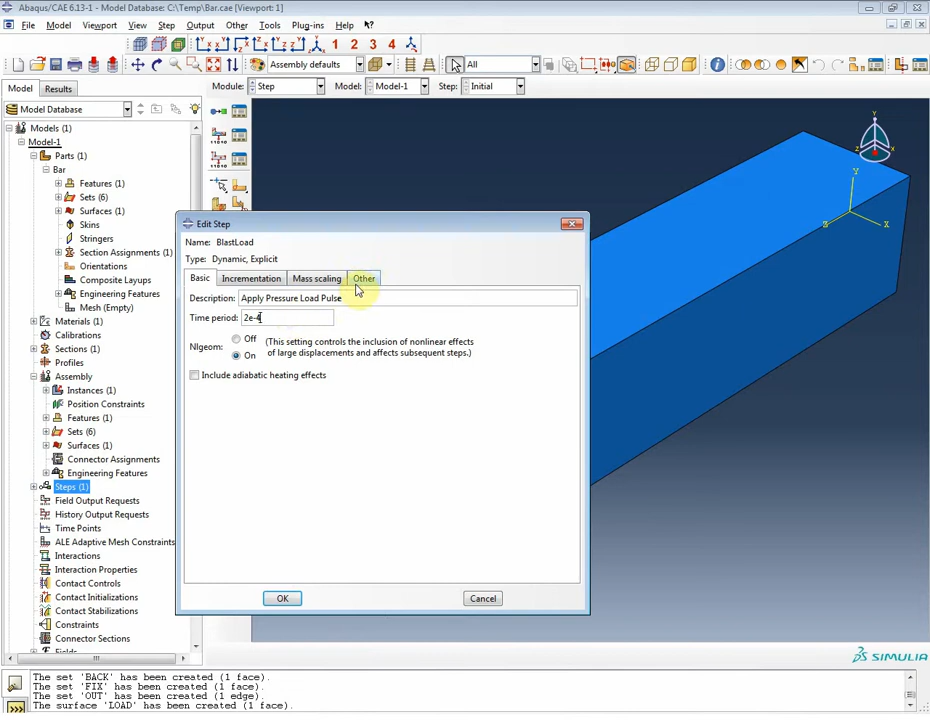 Abaqus/CAE 6.13-1 - Model Database: C:\Temp\Bar.cae [Viewport: 1]
File Model Viewport View Step Output Other Tools Plug-ins Help
1 2 3 4
Assembly defaults All
Model Results Module: Step Model: Model-1 Step: Initial
Model Database
Models (1)
Model-1
Parts (1)
Bar
Features (1)
Sets (6)
Surfaces (1)
Skins
Stringers
Section Assignments (1)
Orientations
Composite Layups
Engineering Features
Mesh (Empty)
Materials (1)
Calibrations
Sections (1)
Profiles
Assembly
Instances (1)
Position Constraints
Features (1)
Sets (6)
Surfaces (1)
Connector Assignments
Engineering Features
Steps (1)
Field Output Requests
History Output Requests
Time Points
ALE Adaptive Mesh Constraints
Interactions
Interaction Properties
Contact Controls
Contact Initializations
Contact Stabilizations
Constraints
Connector Sections
Fields
Edit Step
Name: BlastLoad
Type: Dynamic, Explicit
Basic Incrementation Mass scaling Other
Description: Apply Pressure Load Pulse
Time period: 2e-4
Nlgeom:
Off
On
(This setting controls the inclusion of nonlinear effects
of large displacements and affects subsequent steps.)
Include adiabatic heating effects
OK Cancel
Y
Z X
Y
Z X
SIMULIA
The set 'BACK' has been created (1 face).
The set 'FIX' has been created (1 face).
The set 'OUT' has been created (1 edge).
The surface 'LOAD' has been created (1 face).
>>>